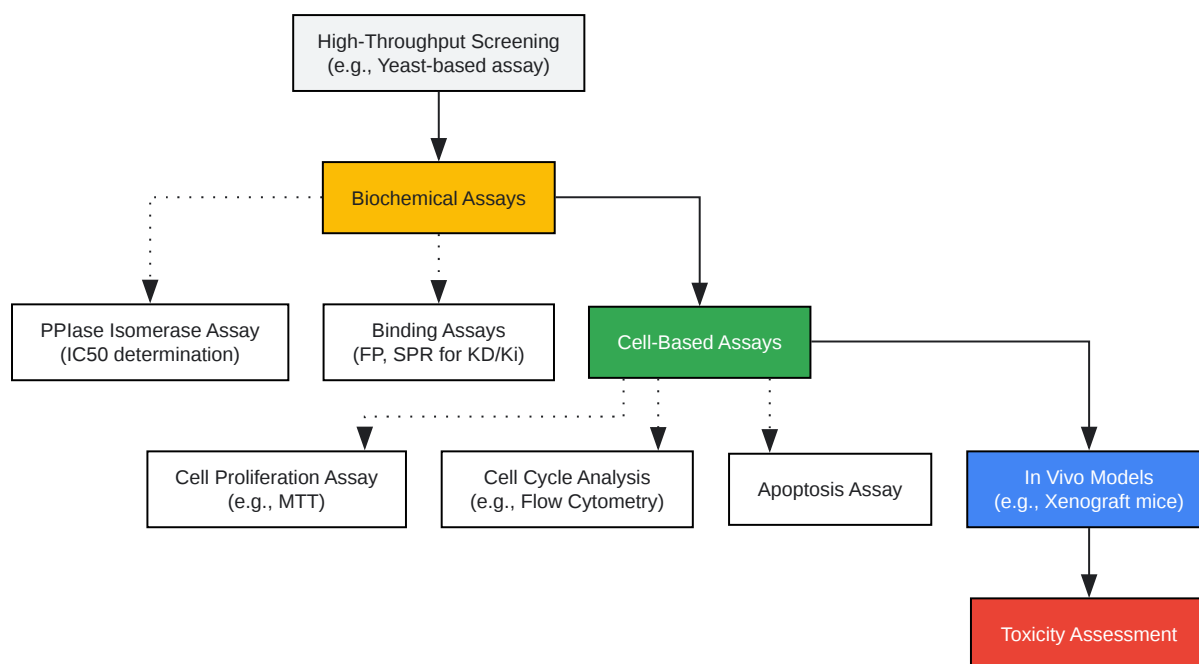 High-Throughput Screening
(e.g., Yeast-based assay)
Biochemical Assays
PPIase Isomerase Assay
(IC50 determination)
Binding Assays
(FP, SPR for KD/Ki)
Cell-Based Assays
Cell Proliferation Assay
(e.g., MTT)
Cell Cycle Analysis
(e.g., Flow Cytometry)
Apoptosis Assay
In Vivo Models
(e.g., Xenograft mice)
Toxicity Assessment